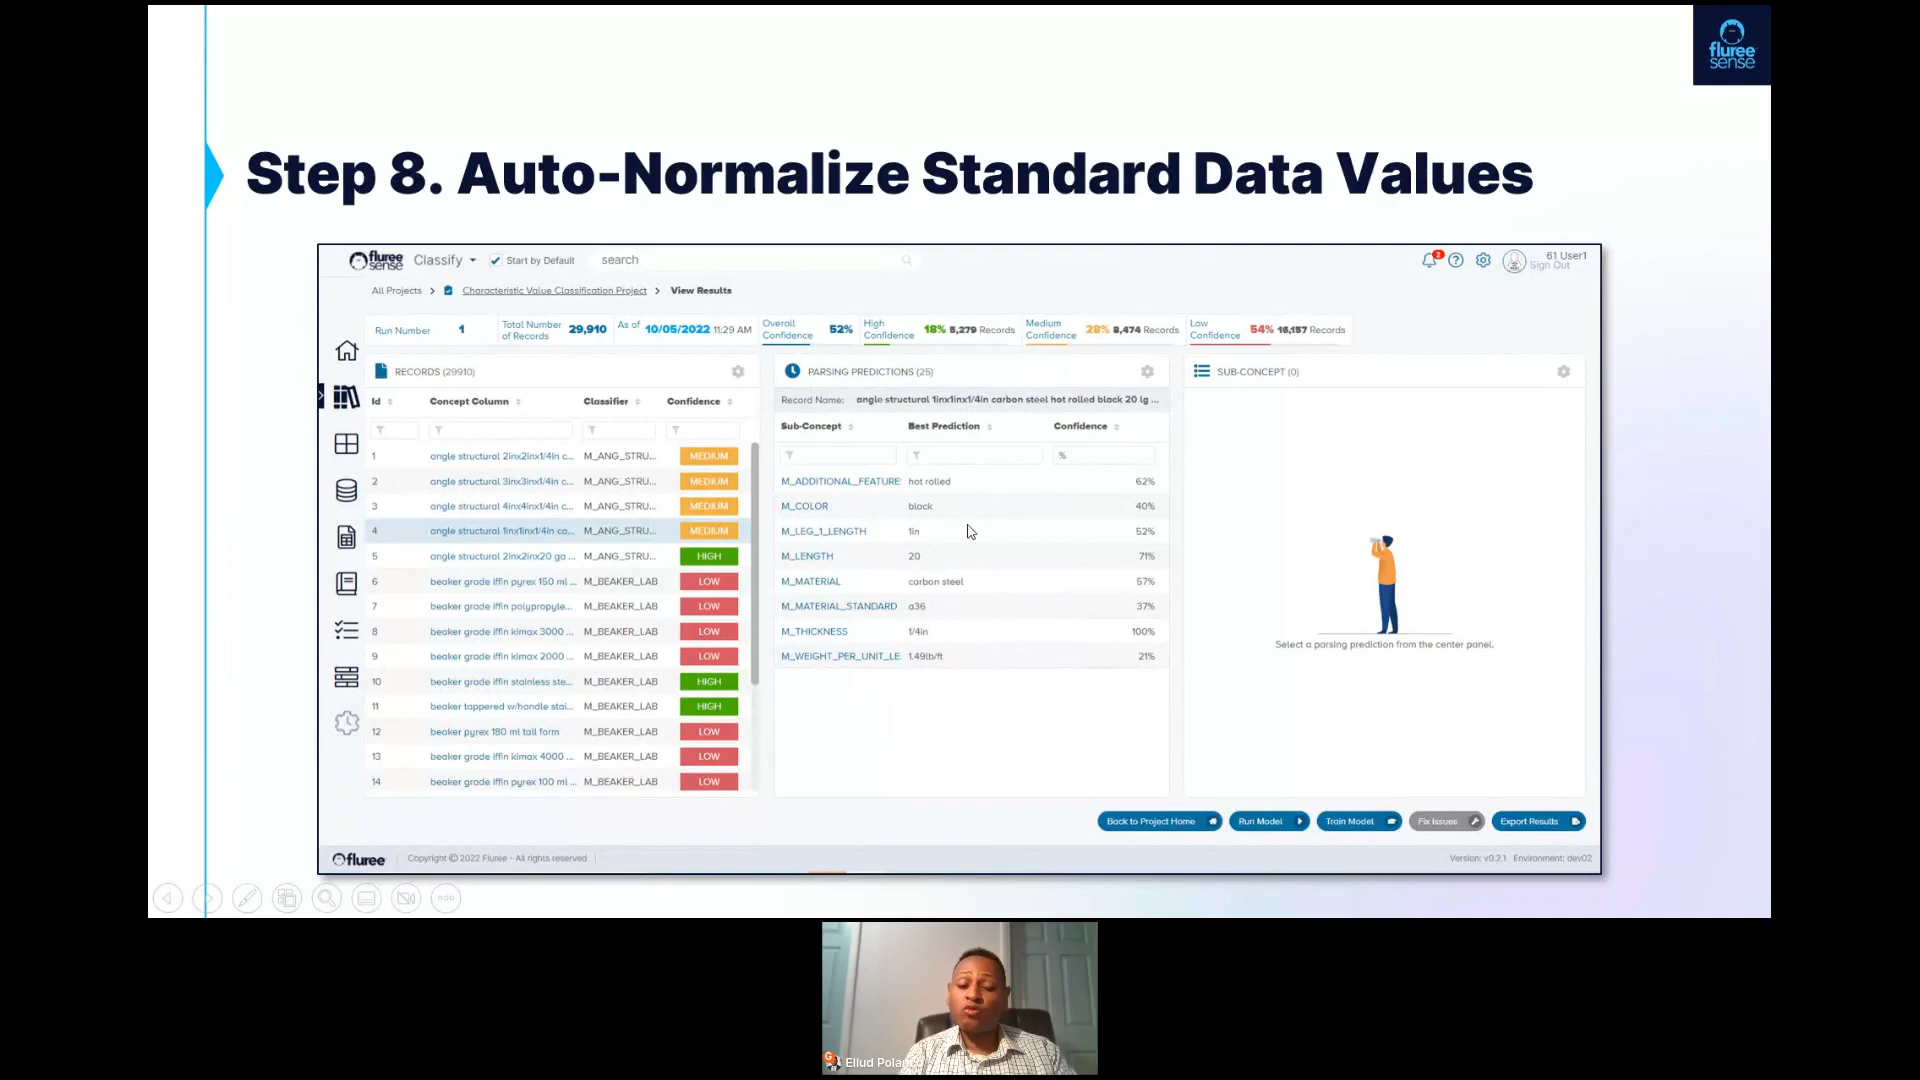 fluree
sense
Step 8. Auto-Normalize Standard Data Values
fluree
sense
Classify
Start by Default
search
2
61 User1
Sign Out
All Projects > Characteristic Value Classification Project > View Results
Run Number 1
Total Number of Records 29,910
As of 10/05/2022 11:29 AM
Overall Confidence 52%
High Confidence 18% 5,279 Records
Medium Confidence 28% 8,474 Records
Low Confidence 54% 16,157 Records
RECORDS (29910)
Id Concept Column Classifier Confidence
1 angle structural 2inx2inx1/4in c... M_ANG_STRU... MEDIUM
2 angle structural 3inx3inx1/4in c... M_ANG_STRU... MEDIUM
3 angle structural 4inx4inx1/4in c... M_ANG_STRU... MEDIUM
4 angle structural 1inx1inx1/4in ca... M_ANG_STRU... MEDIUM
5 angle structural 2inx2inx20 ga ... M_ANG_STRU... HIGH
6 beaker grade iffin pyrex 150 ml ... M_BEAKER_LAB LOW
7 beaker grade iffin polypropyle... M_BEAKER_LAB LOW
8 beaker grade iffin kimax 3000 ... M_BEAKER_LAB LOW
9 beaker grade iffin kimax 2000 ... M_BEAKER_LAB LOW
10 beaker grade iffin stainless ste... M_BEAKER_LAB HIGH
11 beaker tappered w/handle stai... M_BEAKER_LAB HIGH
12 beaker pyrex 180 ml tall form M_BEAKER_LAB LOW
13 beaker grade iffin kimax 4000 ... M_BEAKER_LAB LOW
14 beaker grade iffin pyrex 100 ml ... M_BEAKER_LAB LOW
PARSING PREDICTIONS (25)
Record Name: angle structural 1inx1inx1/4in carbon steel hot rolled black 20 lg ...
Sub-Concept Best Prediction Confidence
%
M_ADDITIONAL_FEATURE: hot rolled 62%
M_COLOR black 40%
M_LEG_1_LENGTH 1in 52%
M_LENGTH 20 71%
M_MATERIAL carbon steel 57%
M_MATERIAL_STANDARD a36 37%
M_THICKNESS 1/4in 100%
M_WEIGHT_PER_UNIT_LE. 1.49lb/ft 21%
SUB-CONCEPT (0)
Select a parsing prediction from the center panel.
Back to Project Home
Run Model
Train Model
Fix Issues
Export Results
fluree
Copyright © 2022 Fluree - All rights reserved
Version: v0.2.1 Environment: dev02
G
Eliud Pola